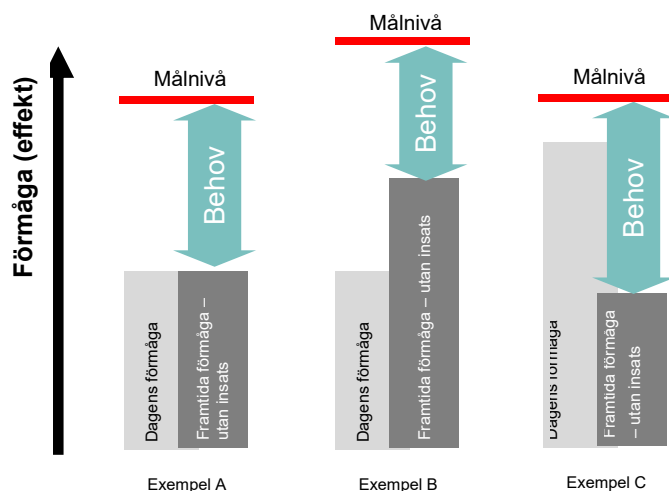 Förmåga (effekt)
Målnivå
Behov
Dagens förmåga
Framtida förmåga –
utan insats
Exempel A
Målnivå
Behov
Dagens förmåga
Framtida förmåga – utan insats
Exempel B
Målnivå
Behov
Dagens förmåga
Framtida förmåga
– utan insats
Exempel C